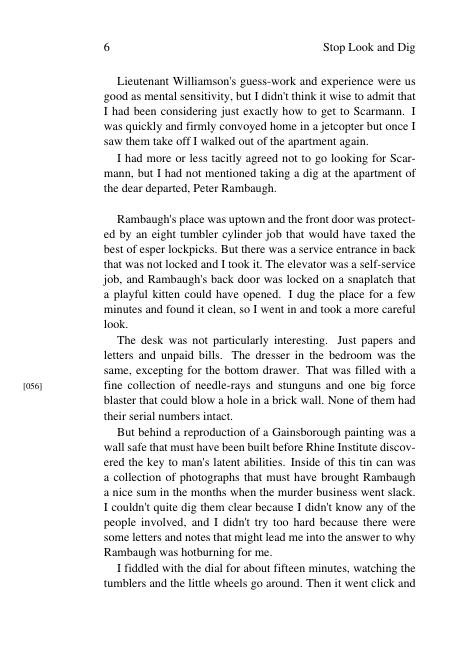 6 Stop Look and Dig
Lieutenant Williamson's guess-work and experience were us
good as mental sensitivity, but I didn't think it wise to admit that
I had been considering just exactly how to get to Scarmann. I
was quickly and firmly convoyed home in a jetcopter but once I
saw them take off I walked out of the apartment again.
I had more or less tacitly agreed not to go looking for Scar-
mann, but I had not mentioned taking a dig at the apartment of
the dear departed, Peter Rambaugh.
Rambaugh's place was uptown and the front door was protect-
ed by an eight tumbler cylinder job that would have taxed the
best of esper lockpicks. But there was a service entrance in back
that was not locked and I took it. The elevator was a self-service
job, and Rambaugh's back door was locked on a snaplatch that
a playful kitten could have opened. I dug the place for a few
minutes and found it clean, so I went in and took a more careful
look.
The desk was not particularly interesting. Just papers and
letters and unpaid bills. The dresser in the bedroom was the
same, excepting for the bottom drawer. That was filled with a
[056] fine collection of needle-rays and stunguns and one big force
blaster that could blow a hole in a brick wall. None of them had
their serial numbers intact.
But behind a reproduction of a Gainsborough painting was a
wall safe that must have been built before Rhine Institute discov-
ered the key to man's latent abilities. Inside of this tin can was
a collection of photographs that must have brought Rambaugh
a nice sum in the months when the murder business went slack.
I couldn't quite dig them clear because I didn't know any of the
people involved, and I didn't try too hard because there were
some letters and notes that might lead me into the answer to why
Rambaugh was hotburning for me.
I fiddled with the dial for about fifteen minutes, watching the
tumblers and the little wheels go around. Then it went click and